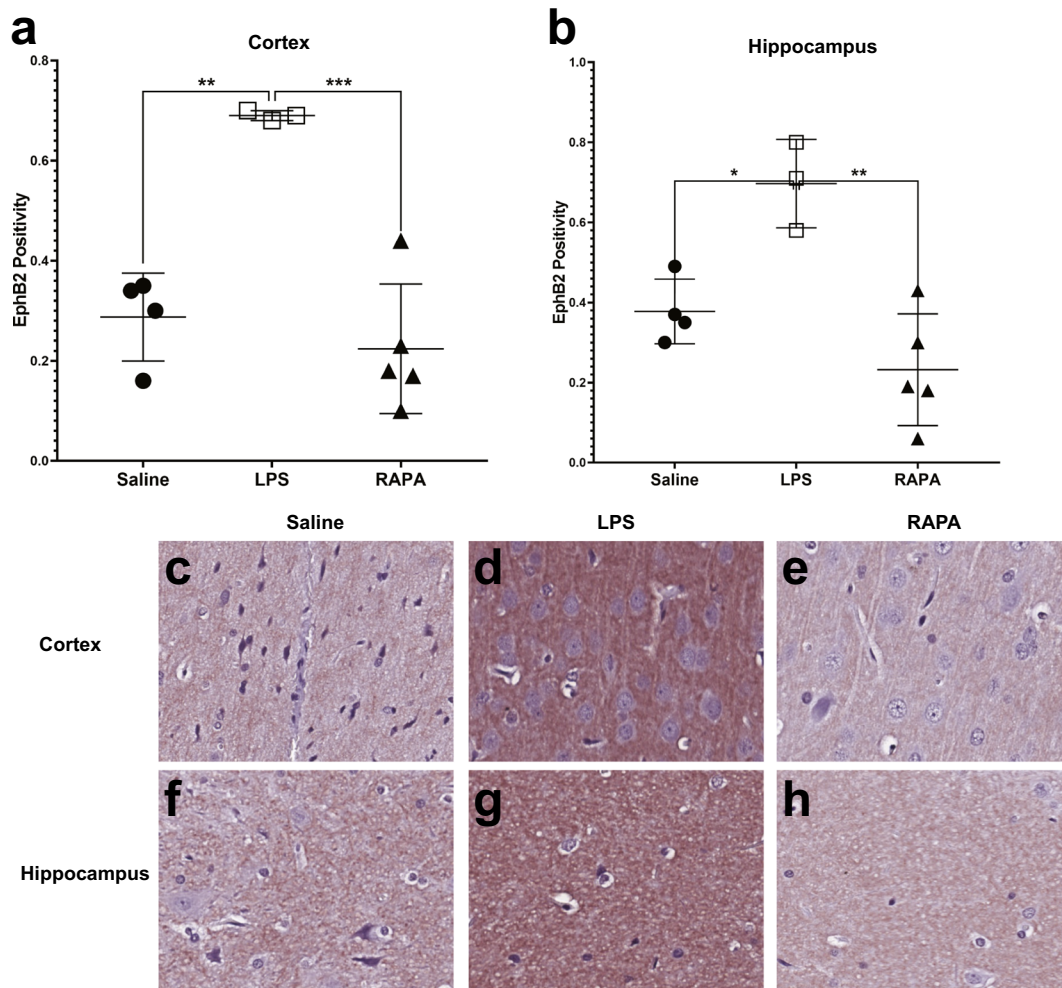 a
Cortex
0.8
0.6
0.4
0.2
0.0
EphB2 Positivity
**
***
Saline LPS RAPA
b
Hippocampus
1.0
0.8
0.6
0.4
0.2
0.0
EphB2 Positivity
*
**
Saline LPS RAPA
Saline LPS RAPA
Cortex
c d e
Hippocampus
f g h